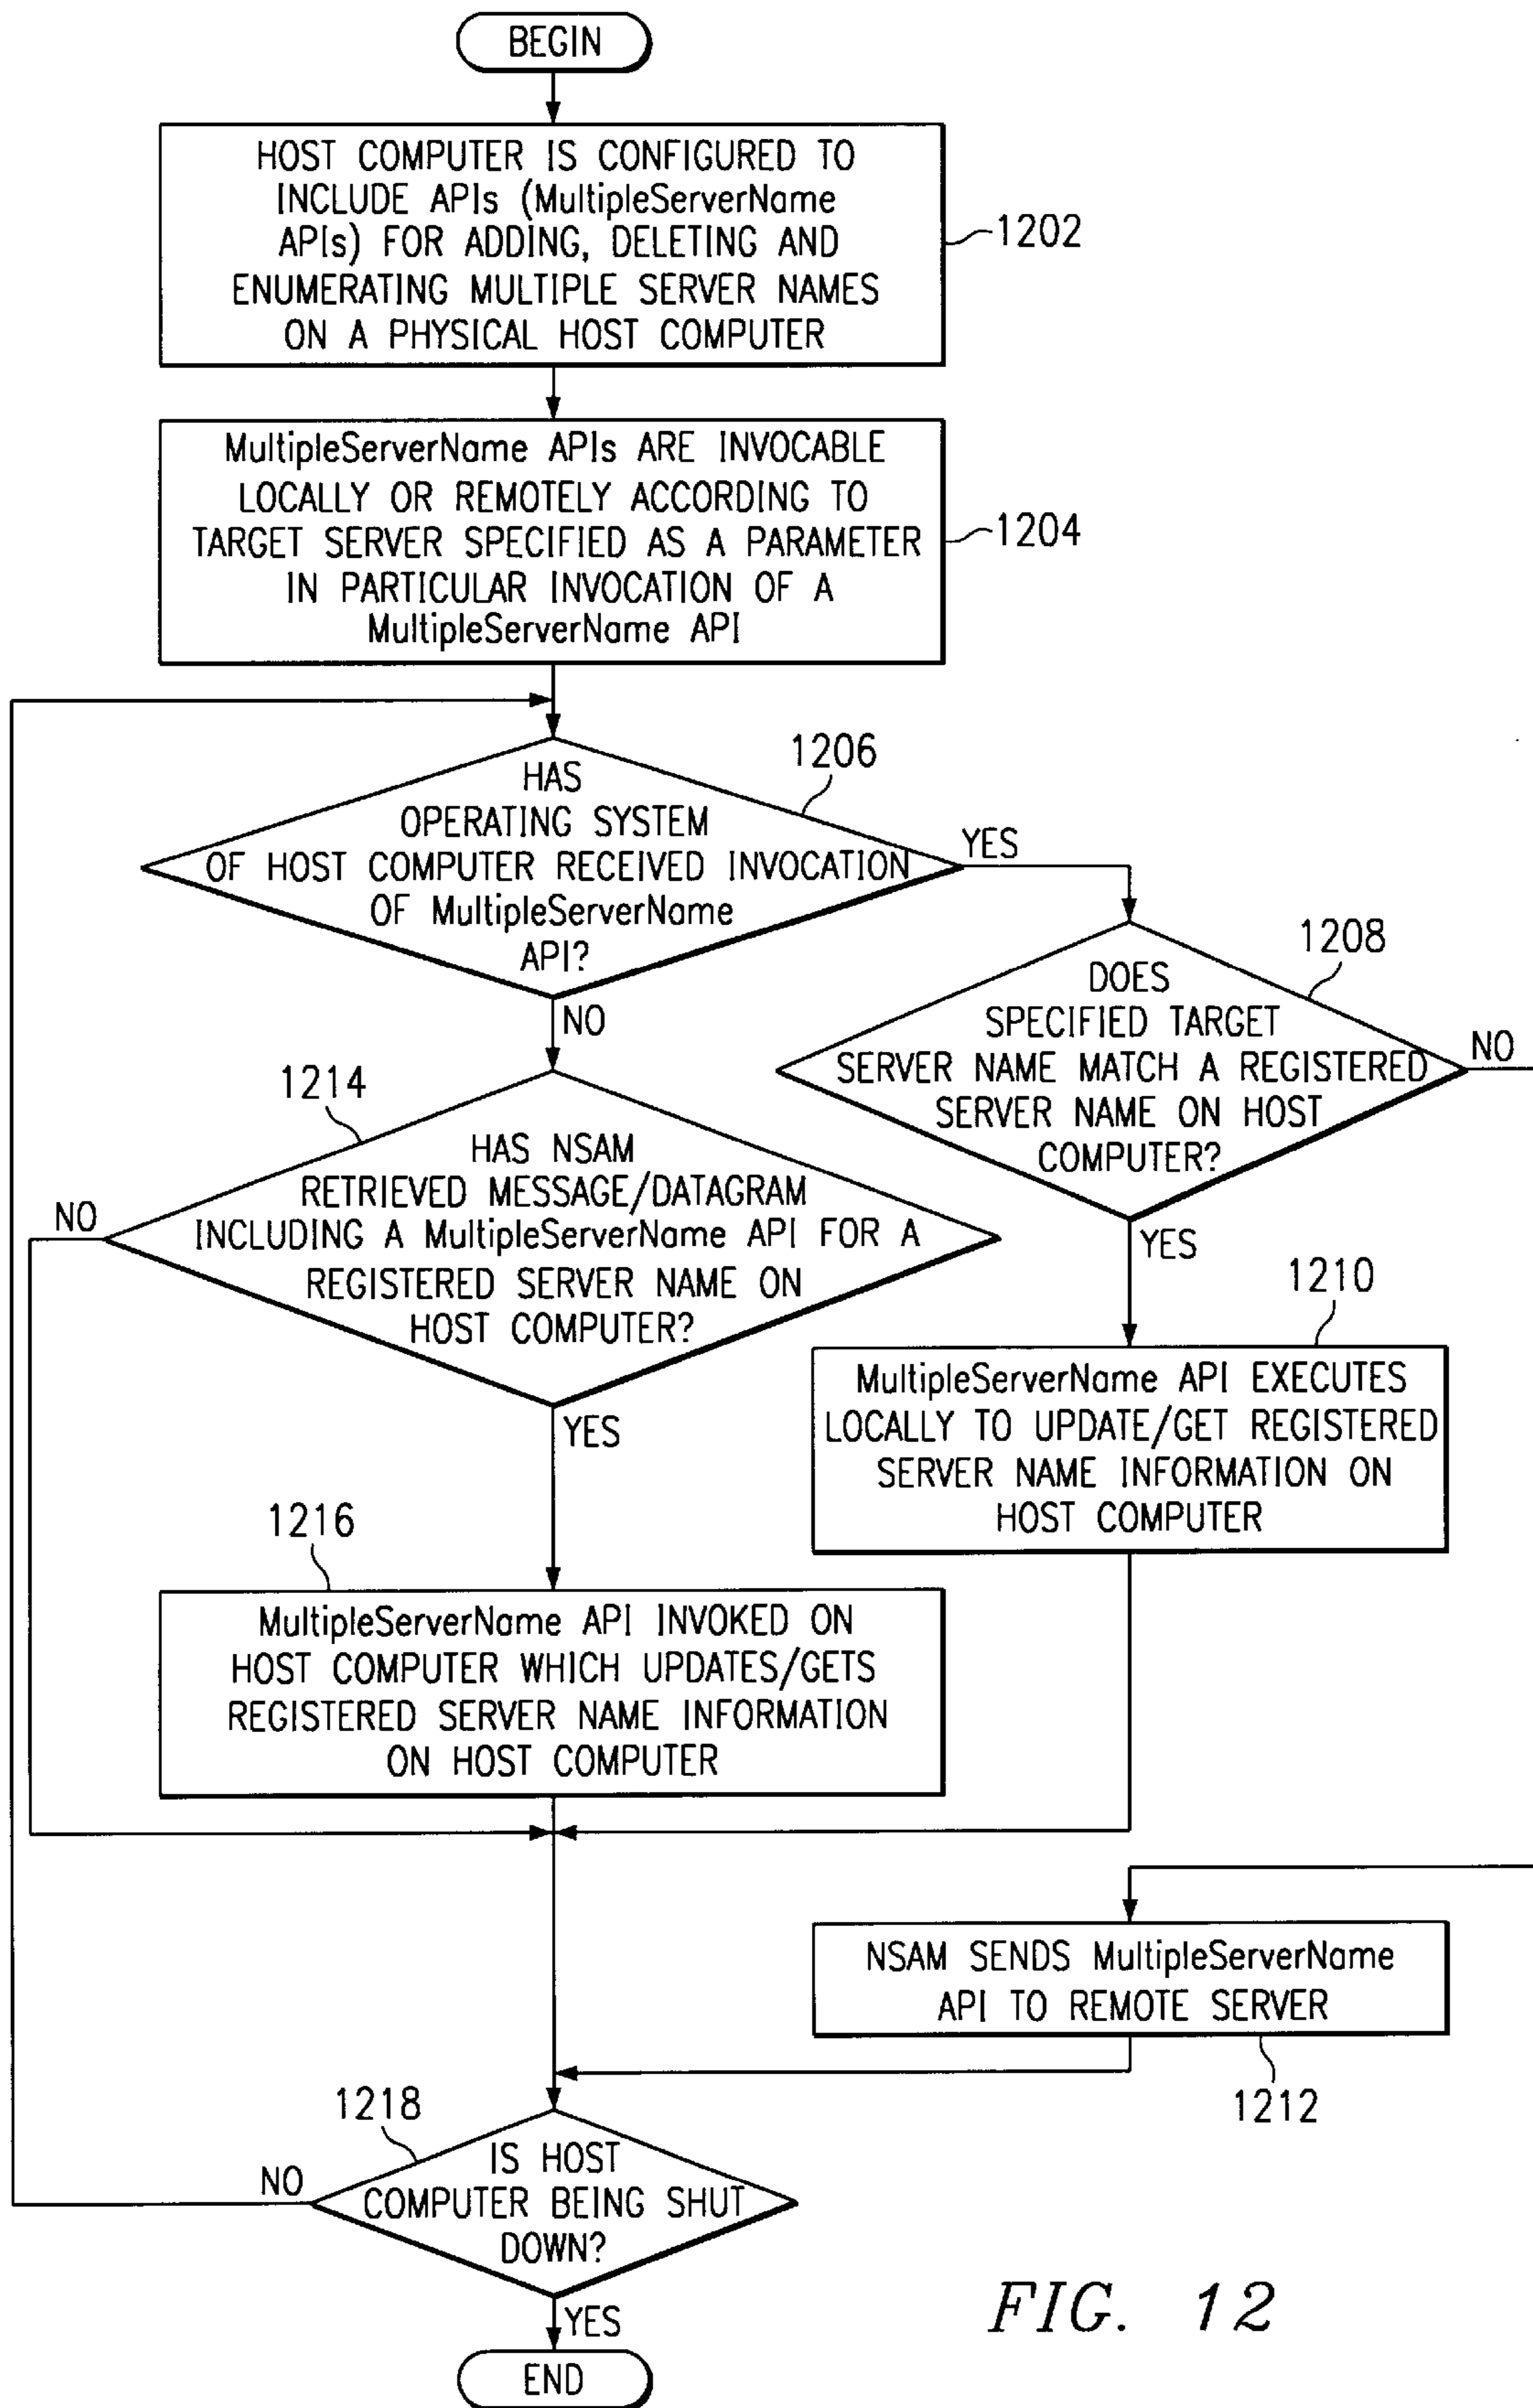 BEGIN
HOST COMPUTER IS CONFIGURED TO
INCLUDE APIs (MultipleServerName
APIs) FOR ADDING, DELETING AND
ENUMERATING MULTIPLE SERVER NAMES
ON A PHYSICAL HOST COMPUTER
1202
MultipleServerName APIs ARE INVOCABLE
LOCALLY OR REMOTELY ACCORDING TO
TARGET SERVER SPECIFIED AS A PARAMETER
IN PARTICULAR INVOCATION OF A
MultipleServerName API
1204
1206
HAS
OPERATING SYSTEM
OF HOST COMPUTER RECEIVED INVOCATION
OF MultipleServerName
API?
YES
NO
1208
DOES
SPECIFIED TARGET
SERVER NAME MATCH A REGISTERED
SERVER NAME ON HOST
COMPUTER?
NO
YES
1214
HAS NSAM
RETRIEVED MESSAGE/DATAGRAM
INCLUDING A MultipleServerName API FOR A
REGISTERED SERVER NAME ON
HOST COMPUTER?
NO
YES
1210
MultipleServerName API EXECUTES
LOCALLY TO UPDATE/GET REGISTERED
SERVER NAME INFORMATION ON
HOST COMPUTER
1216
MultipleServerName API INVOKED ON
HOST COMPUTER WHICH UPDATES/GETS
REGISTERED SERVER NAME INFORMATION
ON HOST COMPUTER
NSAM SENDS MultipleServerName
API TO REMOTE SERVER
1212
1218
IS HOST
COMPUTER BEING SHUT
DOWN?
NO
YES
END
FIG. 12